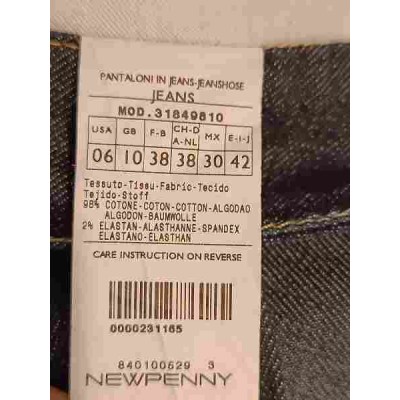 PANTALONI IN JEANS-JEANSHOSE
JEANS
MOD.31849810
USA GB F-B CH-D A-NL MX E-I-J
06 10 38 38 30 42
Tessuto-Tissu-Fabric-Tecido
Tejido-Stoff
98% COTONE-COTON-COTTON-ALGODAO
ALGODON-BAUMWOLLE
2% ELASTAN-ALASTHANNE-SPANDEX
ELASTANO-ELASTHAN
CARE INSTRUCTION ON REVERSE
0000231165
840100529 3
NEWPENNY